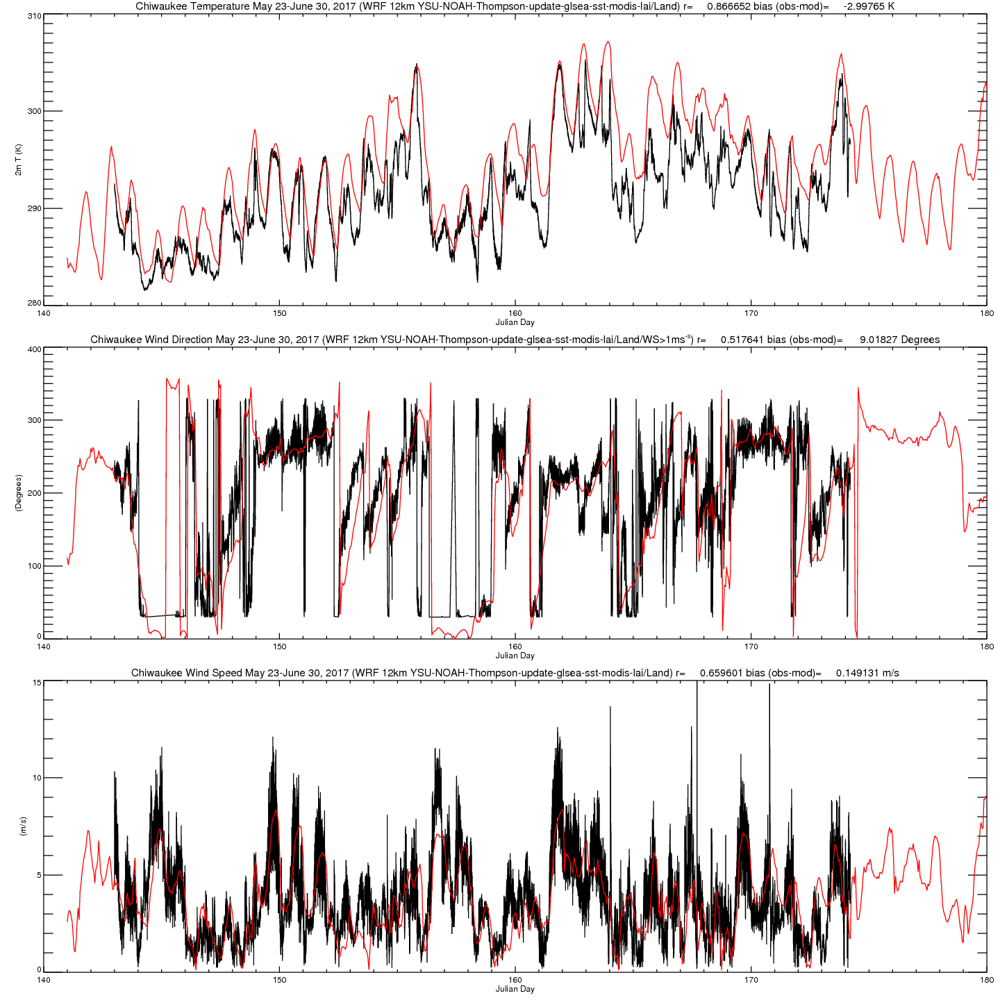 Chiwaukee Temperature May 23-June 30, 2017 (WRF 12km YSU-NOAH-Thompson-update-glsea-sst-modis-lai/Land) r= 0.866652 bias (obs-mod)= -2.99765 K
310
300
290
280
2m T (K)
140 150 160 170 180
Julian Day
Chiwaukee Wind Direction May 23-June 30, 2017 (WRF 12km YSU-NOAH-Thompson-update-glsea-sst-modis-lai/Land/WS>1ms-s) r= 0.517641 bias (obs-mod)= 9.01827 Degrees
400
300
200
100
0
(Degrees)
140 150 160 170 180
Julian Day
Chiwaukee Wind Speed May 23-June 30, 2017 (WRF 12km YSU-NOAH-Thompson-update-glsea-sst-modis-lai/Land) r= 0.659601 bias (obs-mod)= 0.149131 m/s
15
10
5
0
(m/s)
140 150 160 170 180
Julian Day